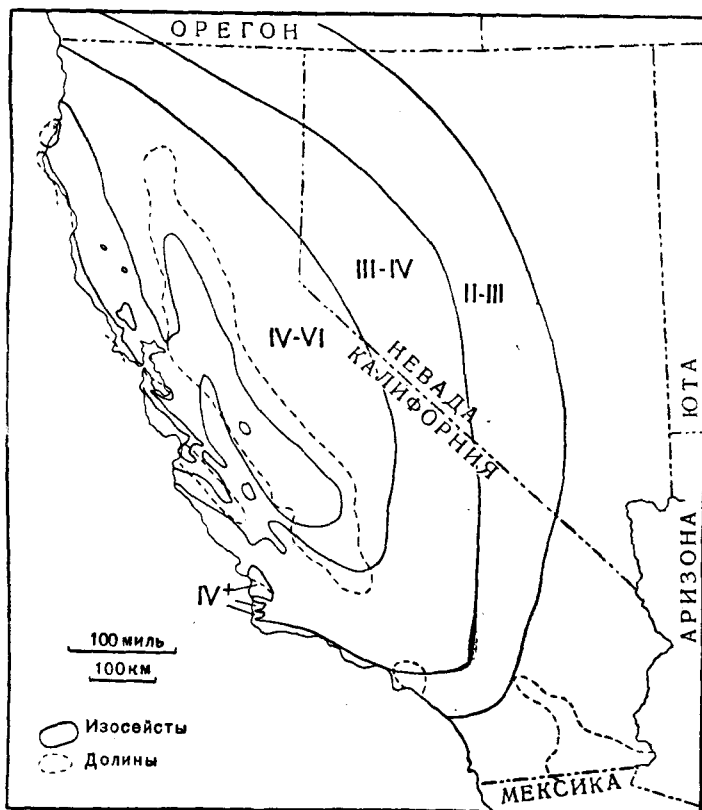 ОРЕГОН
III-IV
II-III
IV-VI
НЕВАДА
КАЛИФОРНИЯ
ЮТА
АРИЗОНА
IV+
100 миль
100 км
Изосейсты
Долины
МЕКСИКА